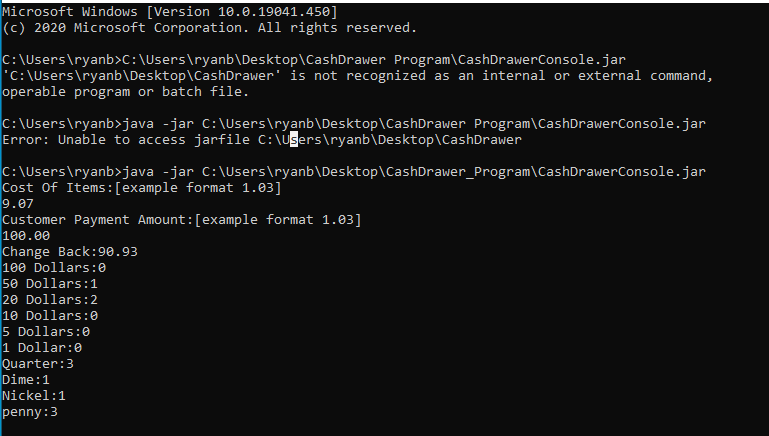 Microsoft Windows [Version 10.0.19041.450]
(c) 2020 Microsoft Corporation. All rights reserved.
C:\Users\ryanb>C:\Users\ryanb\Desktop\CashDrawer Program\CashDrawerConsole.jar
'C:\Users\ryanb\Desktop\CashDrawer' is not recognized as an internal or external command,
operable program or batch file.
C:\Users\ryanb>java -jar C:\Users\ryanb\Desktop\CashDrawer Program\CashDrawerConsole.jar
Error: Unable to access jarfile C:\Users\ryanb\Desktop\CashDrawer
C:\Users\ryanb>java -jar C:\Users\ryanb\Desktop\CashDrawer_Program\CashDrawerConsole.jar
Cost Of Items:[example format 1.03]
9.07
Customer Payment Amount:[example format 1.03]
100.00
Change Back:90.93
100 Dollars:0
50 Dollars:1
20 Dollars:2
10 Dollars:0
5 Dollars:0
1 Dollar:0
Quarter:3
Dime:1
Nickel:1
penny:3